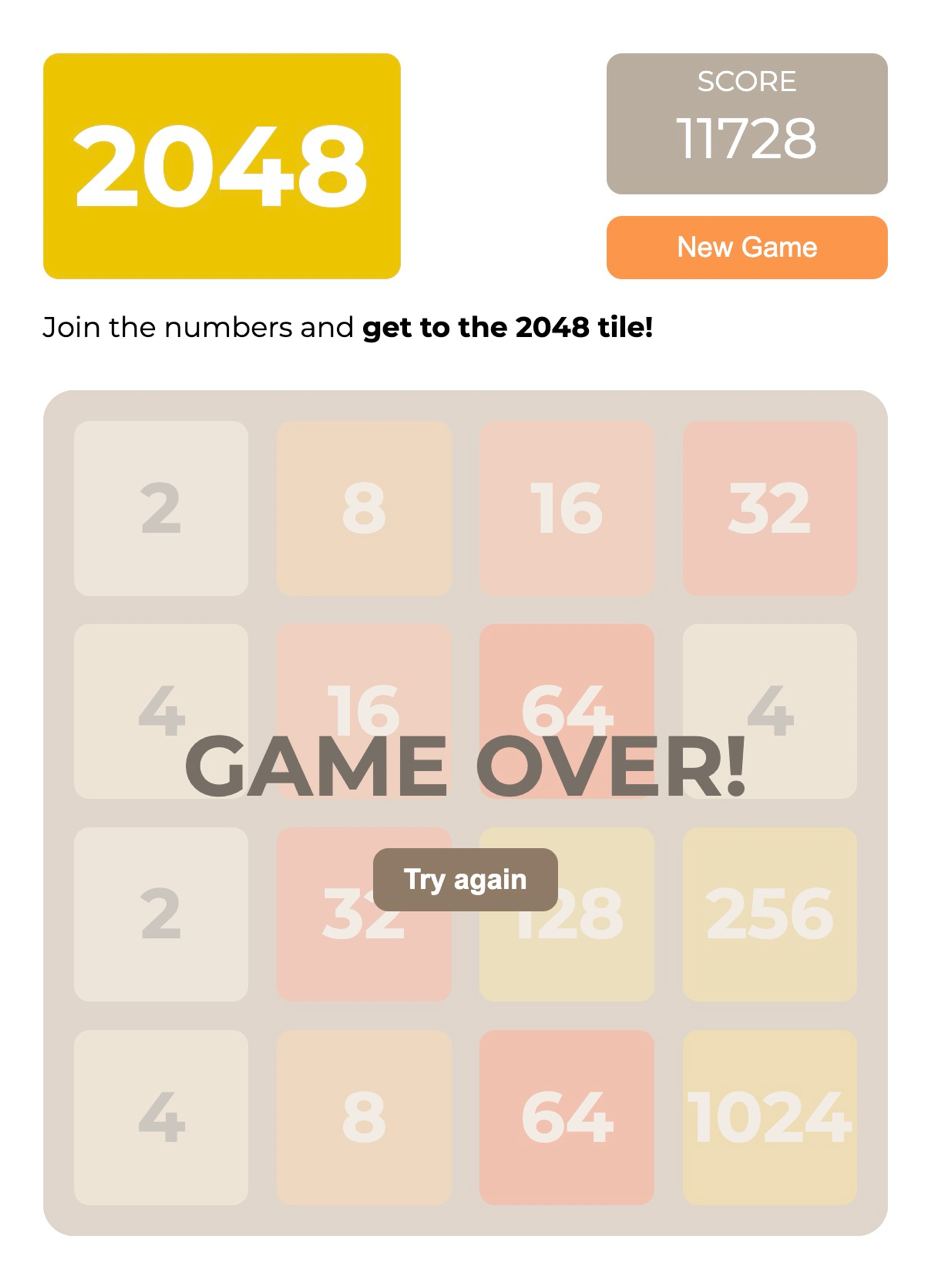 2048
SCORE
11728
New Game
Join the numbers and get to the 2048 tile!
2 8 16 32
4 16 64 4
GAME OVER!
Try again
2 32 128 256
4 8 64 1024